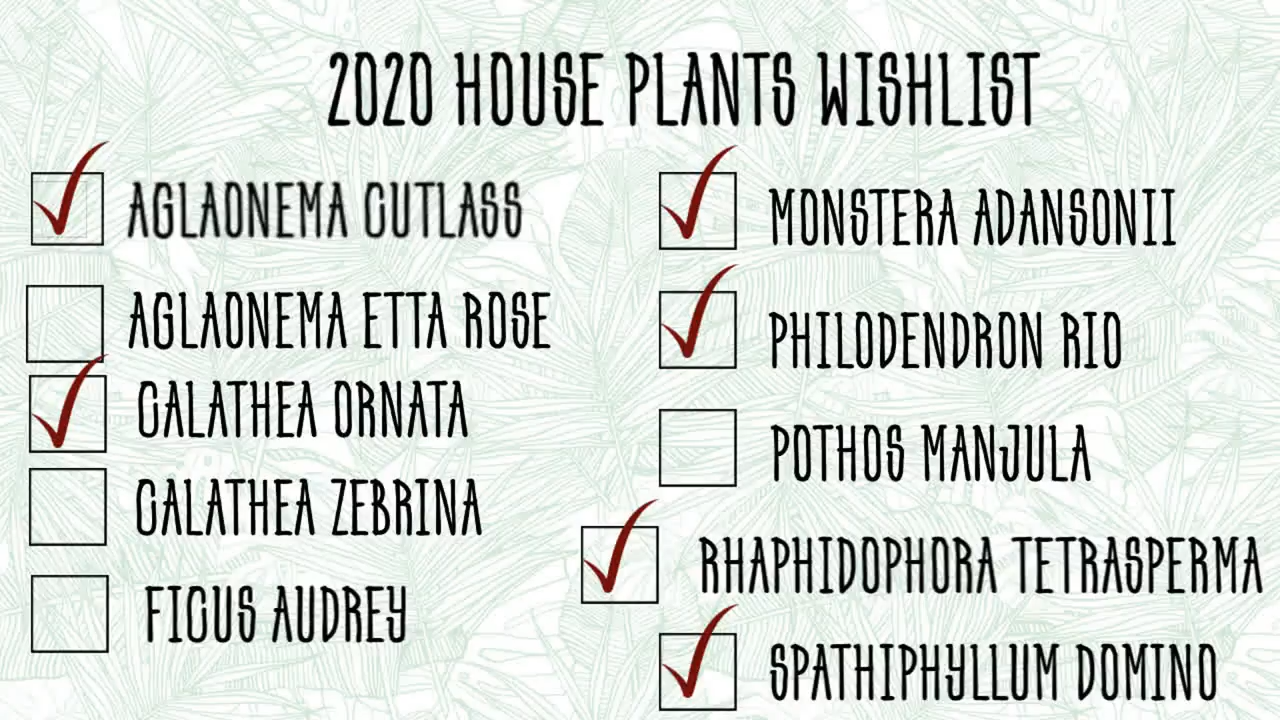 2020 HOUSE PLANTS WISHLIST
AGLAONEMA CUTLASS
AGLAONEMA ETTA ROSE
CALATHEA ORNATA
CALATHEA ZEBRINA
FICUS AUDREY
MONSTERA ADANSONII
PHILODENDRON RIO
POTHOS MANJULA
RHAPHIDOPHORA TETRASPERMA
SPATHIPHYLLUM DOMINO